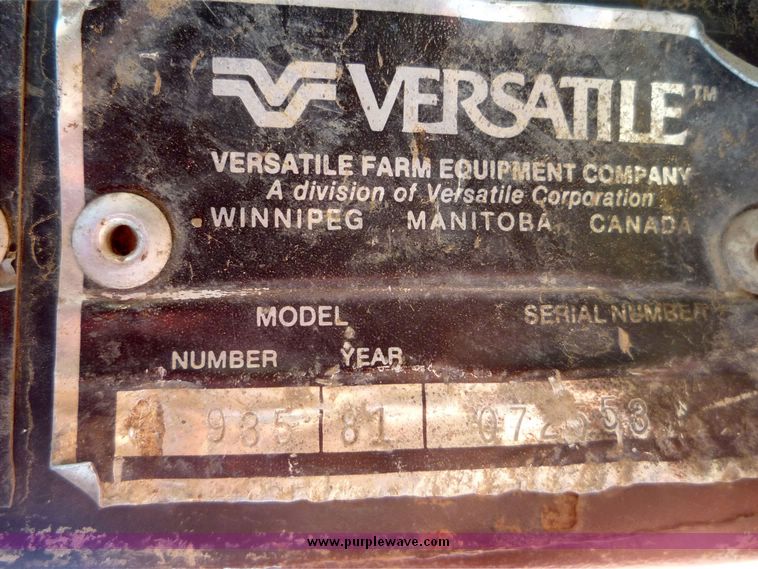 VERSATILE™
VERSATILE FARM EQUIPMENT COMPANY
A division of Versatile Corporation
WINNIPEG MANITOBA CANADA
MODEL SERIAL NUMBER
NUMBER YEAR
935 81
www.purplewave.com